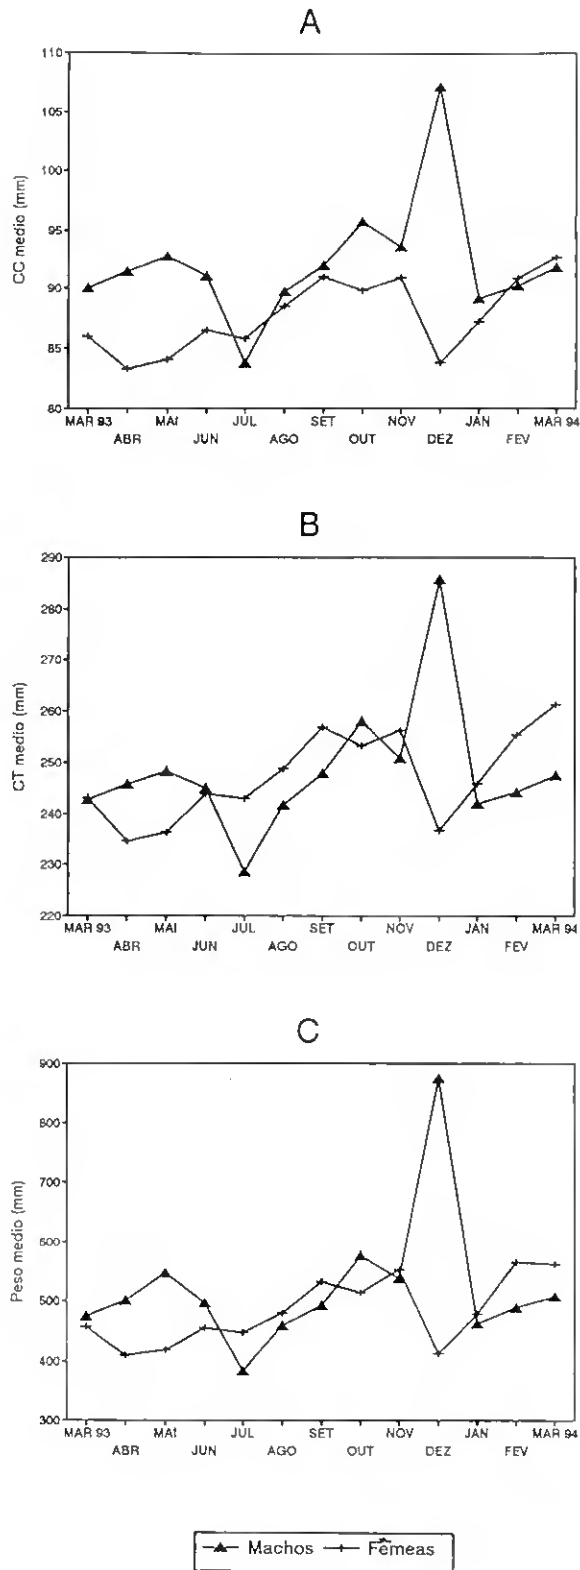 A
110
105
100
95
90
85
80
CC medio (mm)
MAR 93 MAI JUL SET NOV JAN MAR 94
ABR JUN AGO OUT DEZ FEV
B
290
280
270
260
250
240
230
220
CT medio (mm)
MAR 93 MAI JUL SET NOV JAN MAR 94
ABR JUN AGO OUT DEZ FEV
C
900
800
700
600
500
400
300
Peso medio (mm)
MAR 93 MAI JUL SET NOV JAN MAR 94
ABR JUN AGO OUT DEZ FEV
Machos Fêmeas